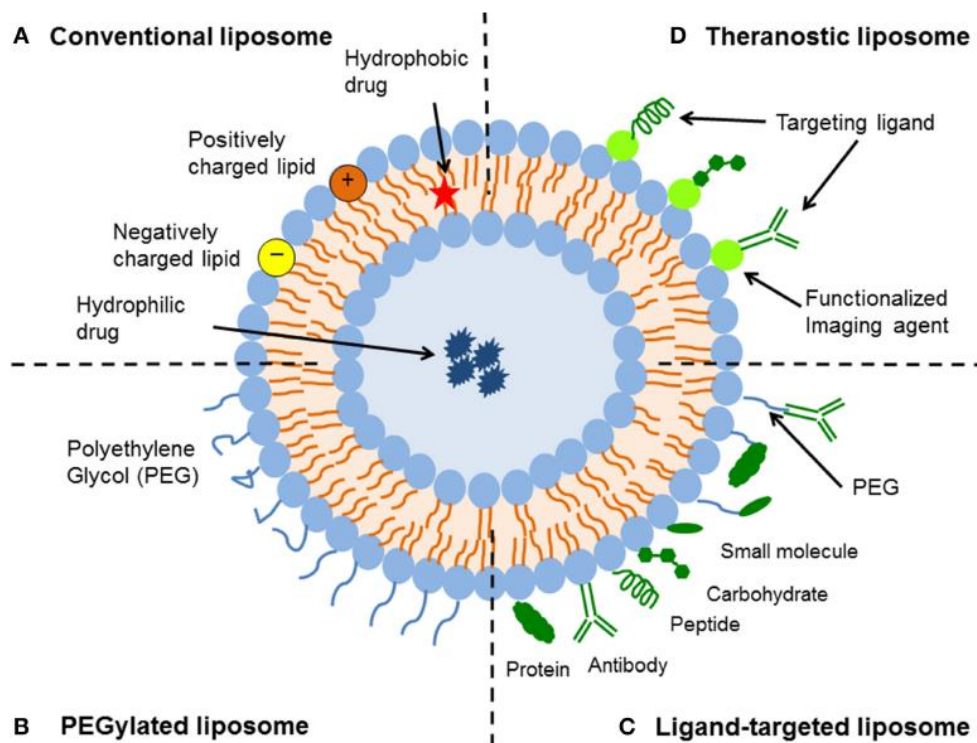 A Conventional liposome
D Theranostic liposome
Hydrophobic
drug
Positively
charged lipid
+
Negatively
charged lipid
−
Hydrophilic
drug
Targeting ligand
Functionalized
Imaging agent
Polyethylene
Glycol (PEG)
PEG
Small molecule
Carbohydrate
Peptide
Protein
Antibody
B PEGylated liposome
C Ligand-targeted liposome